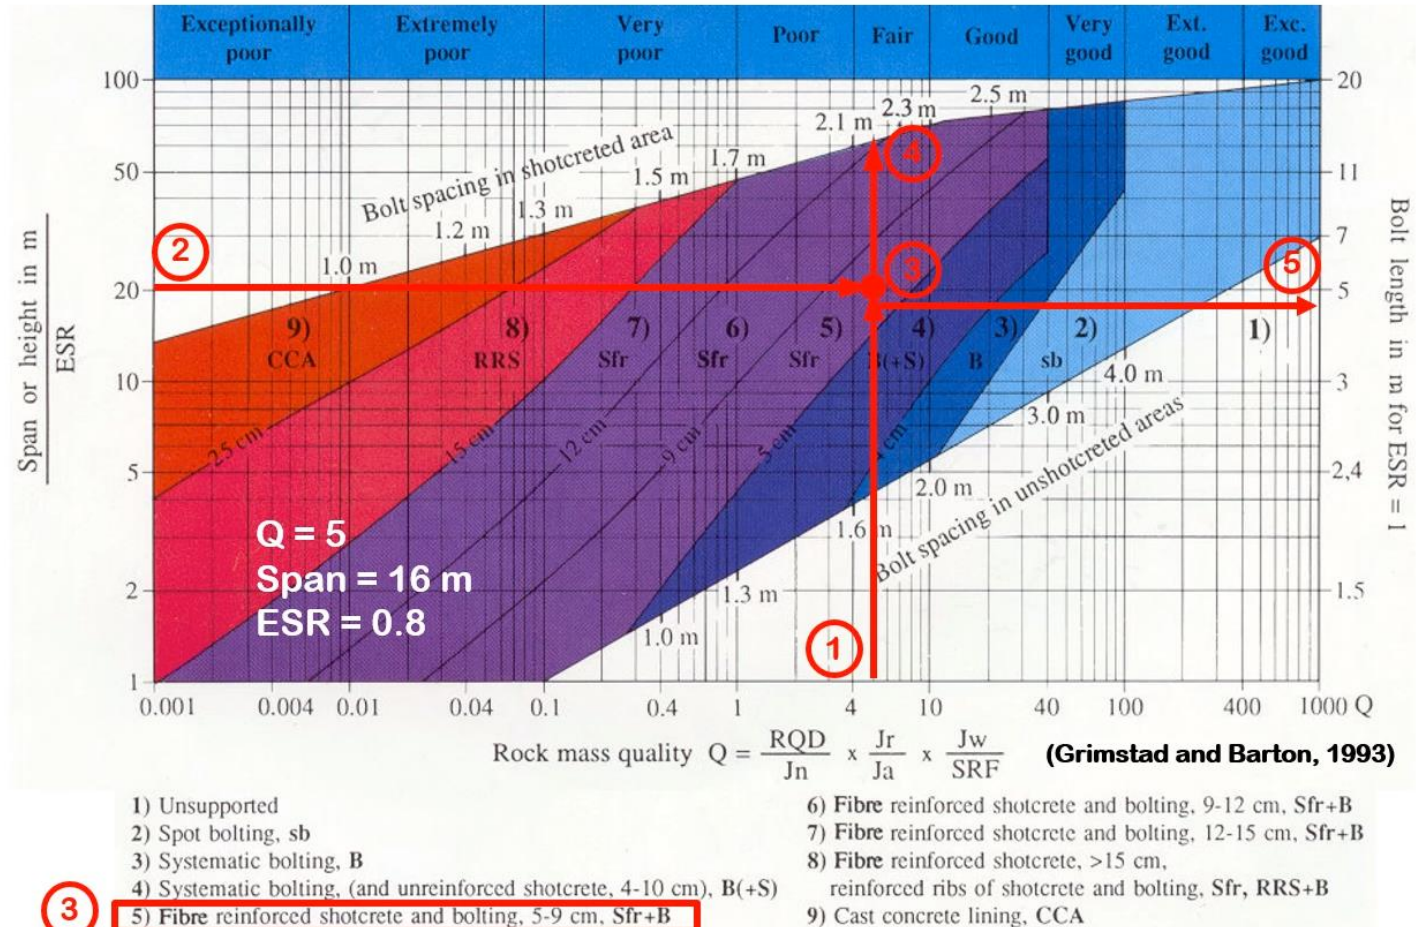 Exceptionally poor
Extremely poor
Very poor
Poor
Fair
Good
Very good
Ext. good
Exc. good
100
50
20
10
5
2
1
Span or height in m
ESR
20
11
7
5
3
2,4
1.5
Bolt length in m for ESR = 1
Bolt spacing in shotcreted area
1.0 m
1.2 m
1.3 m
1.5 m
1.7 m
2.1 m
2.3 m
2.5 m
2
4
3
5
9)
CCA
8)
RRS
7)
Sfr
6)
Sfr
5)
Sfr
4)
B(+S)
3)
B
2)
sb
1)
25 cm
15 cm
12 cm
9 cm
5 cm
4.0 m
3.0 m
2.0 m
1.6 m
1.3 m
1.0 m
Bolt spacing in unshotcreted areas
Q = 5
Span = 16 m
ESR = 0.8
1
0.001
0.004
0.01
0.04
0.1
0.4
1
4
10
40
100
400
1000 Q
Rock mass quality Q = RQD/Jn x Jr/Ja x Jw/SRF
(Grimstad and Barton, 1993)
1) Unsupported
2) Spot bolting, sb
3) Systematic bolting, B
4) Systematic bolting, (and unreinforced shotcrete, 4-10 cm), B(+S)
3
5) Fibre reinforced shotcrete and bolting, 5-9 cm, Sfr+B
6) Fibre reinforced shotcrete and bolting, 9-12 cm, Sfr+B
7) Fibre reinforced shotcrete and bolting, 12-15 cm, Sfr+B
8) Fibre reinforced shotcrete, >15 cm,
reinforced ribs of shotcrete and bolting, Sfr, RRS+B
9) Cast concrete lining, CCA